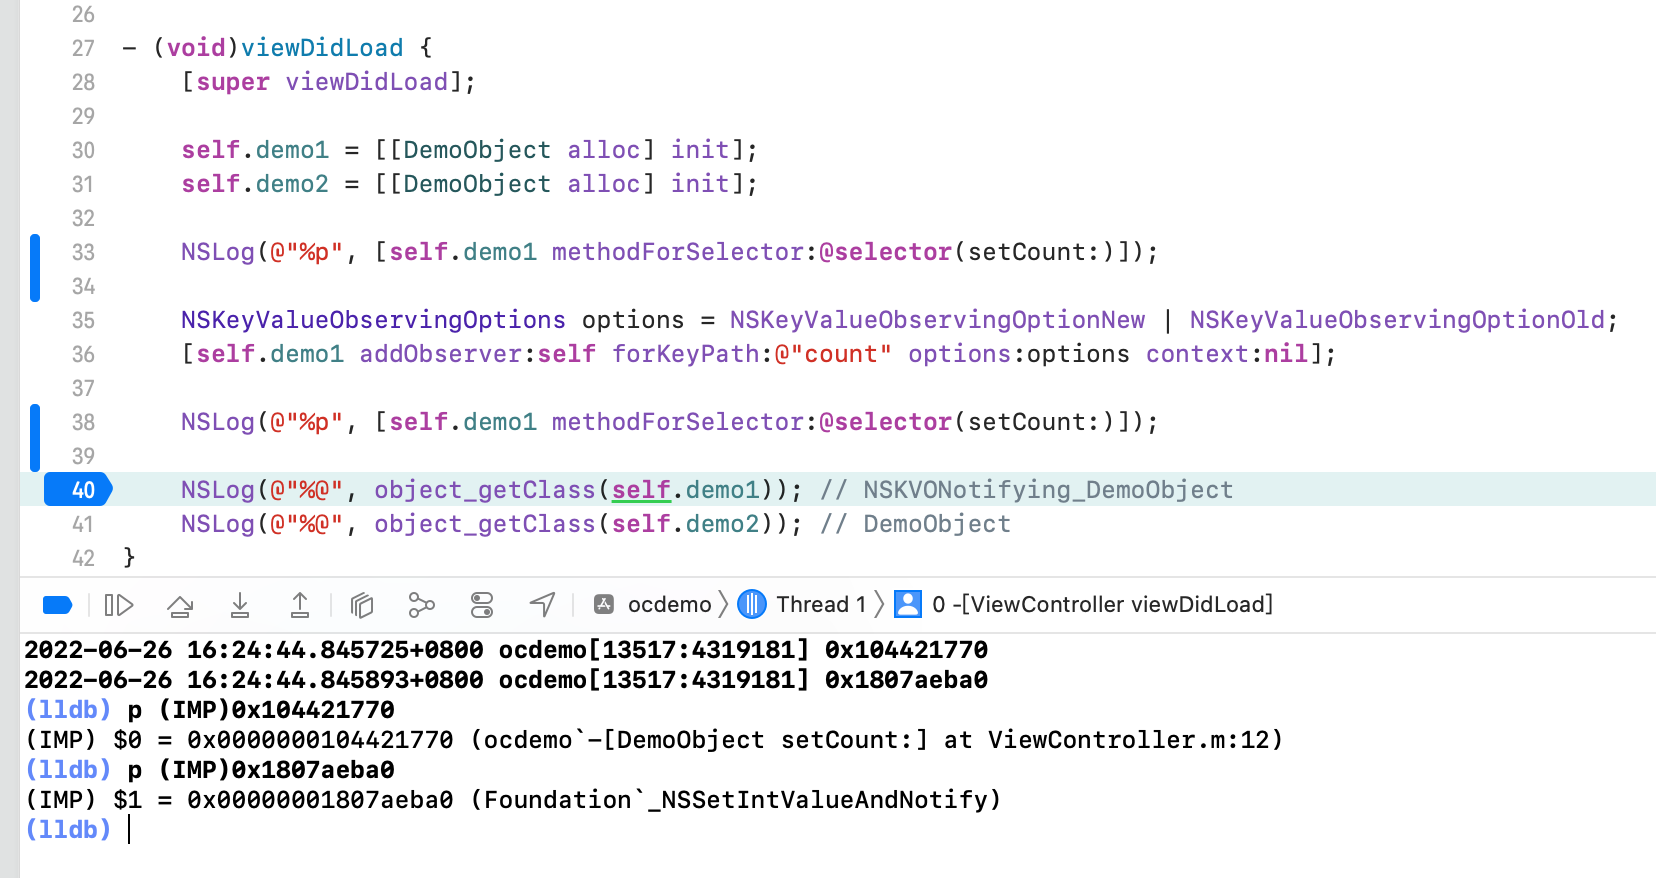 26
27 - (void)viewDidLoad {
28 [super viewDidLoad];
29
30 self.demo1 = [[DemoObject alloc] init];
31 self.demo2 = [[DemoObject alloc] init];
32
33 NSLog(@"%p", [self.demo1 methodForSelector:@selector(setCount:)]);
34
35 NSKeyValueObservingOptions options = NSKeyValueObservingOptionNew | NSKeyValueObservingOptionOld;
36 [self.demo1 addObserver:self forKeyPath:@"count" options:options context:nil];
37
38 NSLog(@"%p", [self.demo1 methodForSelector:@selector(setCount:)]);
39
40 NSLog(@"%@", object_getClass(self.demo1)); // NSKVONotifying_DemoObject
41 NSLog(@"%@", object_getClass(self.demo2)); // DemoObject
42 }
ocdemo 〉 Thread 1 〉 0 -[ViewController viewDidLoad]
2022-06-26 16:24:44.845725+0800 ocdemo[13517:4319181] 0x104421770
2022-06-26 16:24:44.845893+0800 ocdemo[13517:4319181] 0x1807aeba0
(lldb) p (IMP)0x104421770
(IMP) $0 = 0x0000000104421770 (ocdemo`-[DemoObject setCount:] at ViewController.m:12)
(lldb) p (IMP)0x1807aeba0
(IMP) $1 = 0x00000001807aeba0 (Foundation`_NSSetIntValueAndNotify)
(lldb)